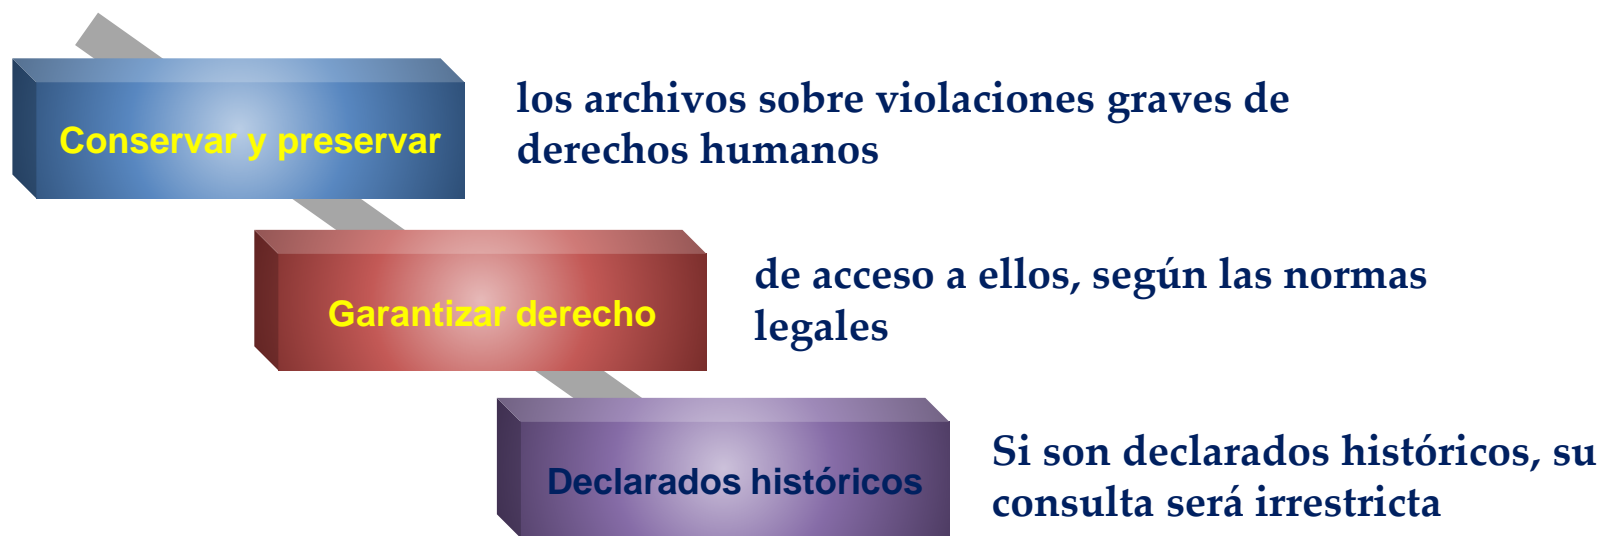 Conservar y preservar
los archivos sobre violaciones graves de
derechos humanos
Garantizar derecho
de acceso a ellos, según las normas
legales
Declarados históricos
Si son declarados históricos, su
consulta será irrestricta